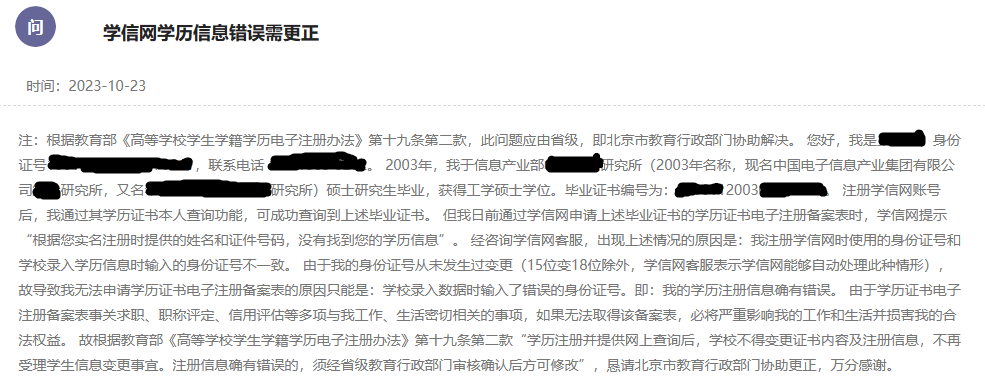 问
学信网学历信息错误需更正
时间：2023-10-23
注：根据教育部《高等学校学生学籍学历电子注册办法》第十九条第二款，此问题应由省级，即北京市教育行政部门协助解决。 您好，我是 身份
证号 ，联系电话 。 2003年，我于信息产业部 研究所（2003年名称，现名中国电子信息产业集团有限公
司 研究所，又名 研究所）硕士研究生毕业，获得工学硕士学位。毕业证书编号为： 2003 。 注册学信网账号
后，我通过其学历证书本人查询功能，可成功查询到上述毕业证书。 但我日前通过学信网申请上述毕业证书的学历证书电子注册备案表时，学信网提示
“根据您实名注册时提供的姓名和证件号码，没有找到您的学历信息”。 经咨询学信网客服，出现上述情况的原因是：我注册学信网时使用的身份证号和
学校录入学历信息时输入的身份证号不一致。 由于我的身份证号从未发生过变更（15位变18位除外，学信网客服表示学信网能够自动处理此种情形），
故导致我无法申请学历证书电子注册备案表的原因只能是：学校录入数据时输入了错误的身份证号。即：我的学历注册信息确有错误。 由于学历证书电子
注册备案表事关求职、职称评定、信用评估等多项与我工作、生活密切相关的事项，如果无法取得该备案表，必将严重影响我的工作和生活并损害我的合
法权益。 故根据教育部《高等学校学生学籍学历电子注册办法》第十九条第二款“学历注册并提供网上查询后，学校不得变更证书内容及注册信息，不再
受理学生信息变更事宜。注册信息确有错误的，须经省级教育行政部门审核确认后方可修改”，恳请北京市教育行政部门协助更正，万分感谢。